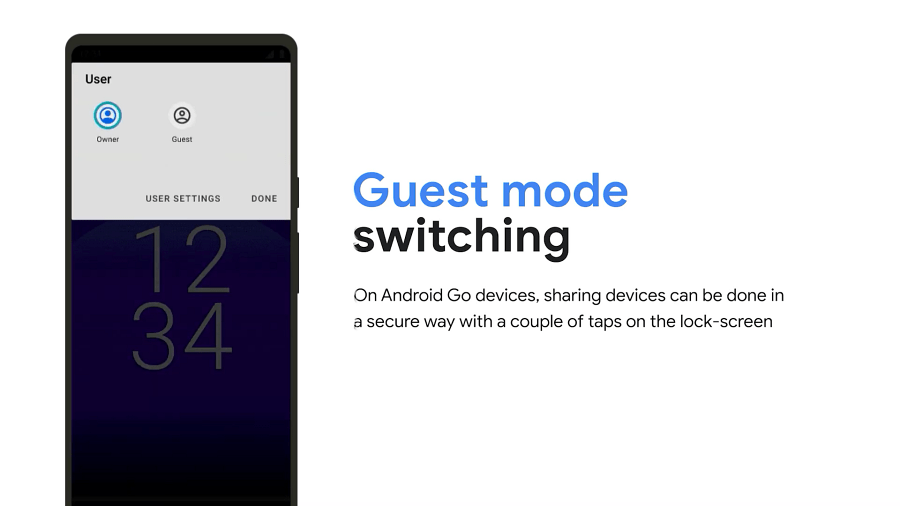 User
Owner
Guest
USER SETTINGS
DONE
12
34
Guest mode
switching
On Android Go devices, sharing devices can be done in
a secure way with a couple of taps on the lock-screen